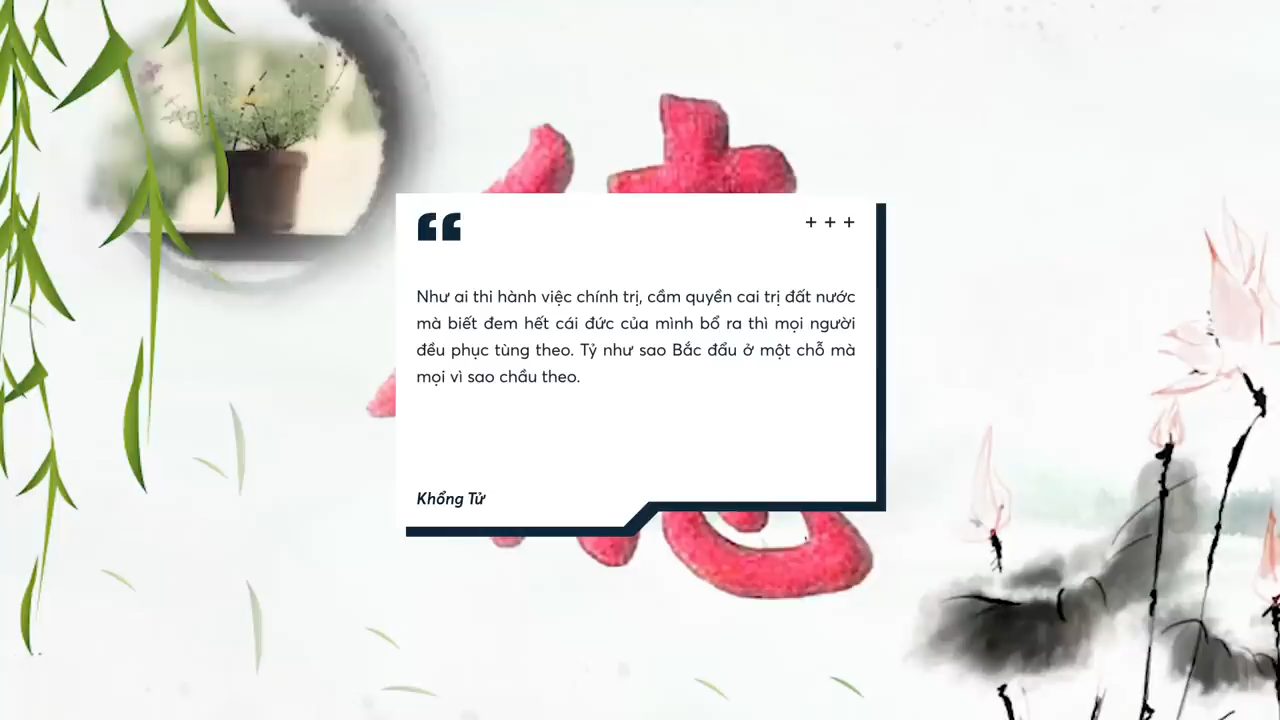 Như ai thi hành việc chính trị, cầm quyền cai trị đất nước
mà biết đem hết cái đức của mình bổ ra thì mọi người
đều phục tùng theo. Tỷ như sao Bắc đẩu ở một chỗ mà
mọi vì sao chầu theo.
Khổng Tử